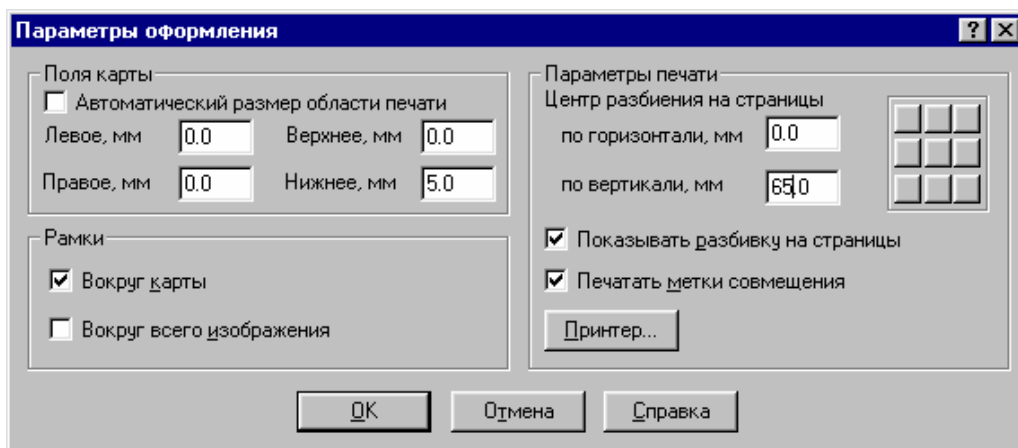 Параметры оформления
Поля карты
Автоматический размер области печати
Левое, мм 0.0 Верхнее, мм 0.0
Правое, мм 0.0 Нижнее, мм 5.0
Рамки
Вокруг карты
Вокруг всего изображения
Параметры печати
Центр разбиения на страницы
по горизонтали, мм 0.0
по вертикали, мм 65.0
Показывать разбивку на страницы
Печатать метки совмещения
Принтер...
OK Отмена Справка